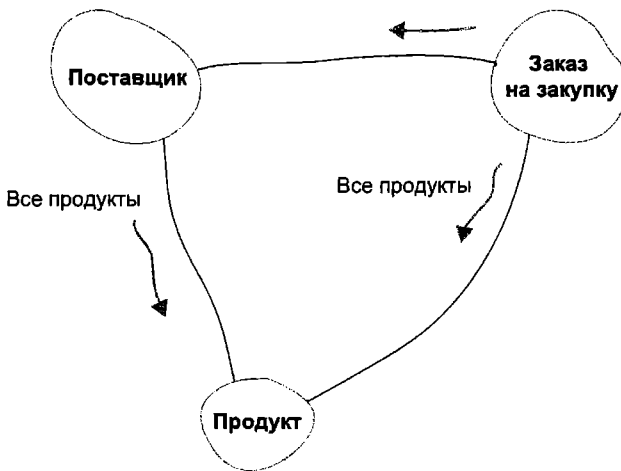 Поставщик
Заказ
на закупку
Все продукты
Все продукты
Продукт